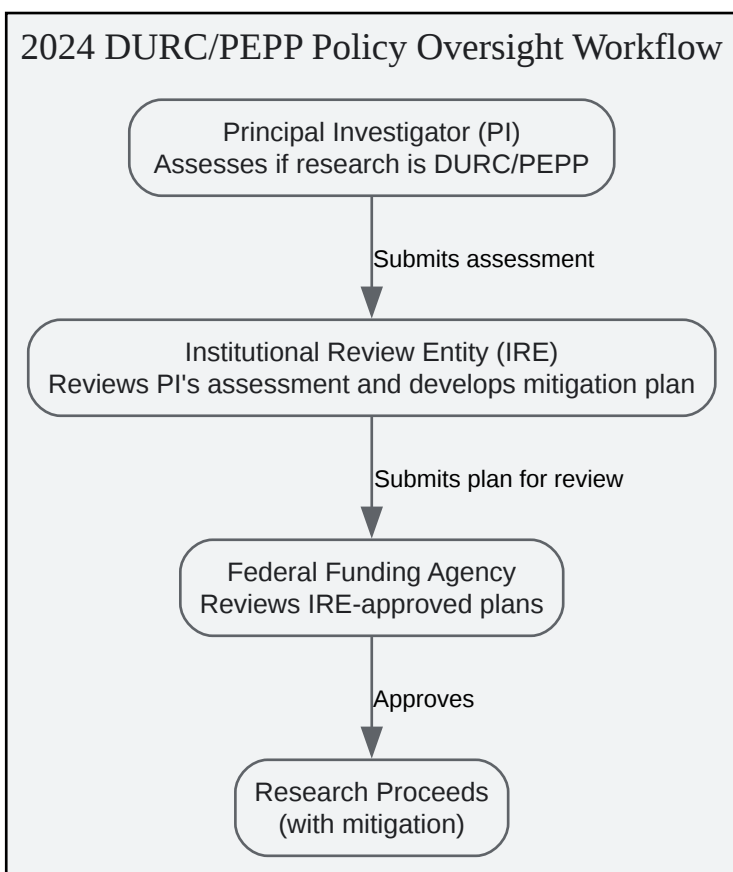 2024 DURC/PEPP Policy Oversight Workflow
Principal Investigator (PI)
Assesses if research is DURC/PEPP
Submits assessment
Institutional Review Entity (IRE)
Reviews PI's assessment and develops mitigation plan
Submits plan for review
Federal Funding Agency
Reviews IRE-approved plans
Approves
Research Proceeds
(with mitigation)